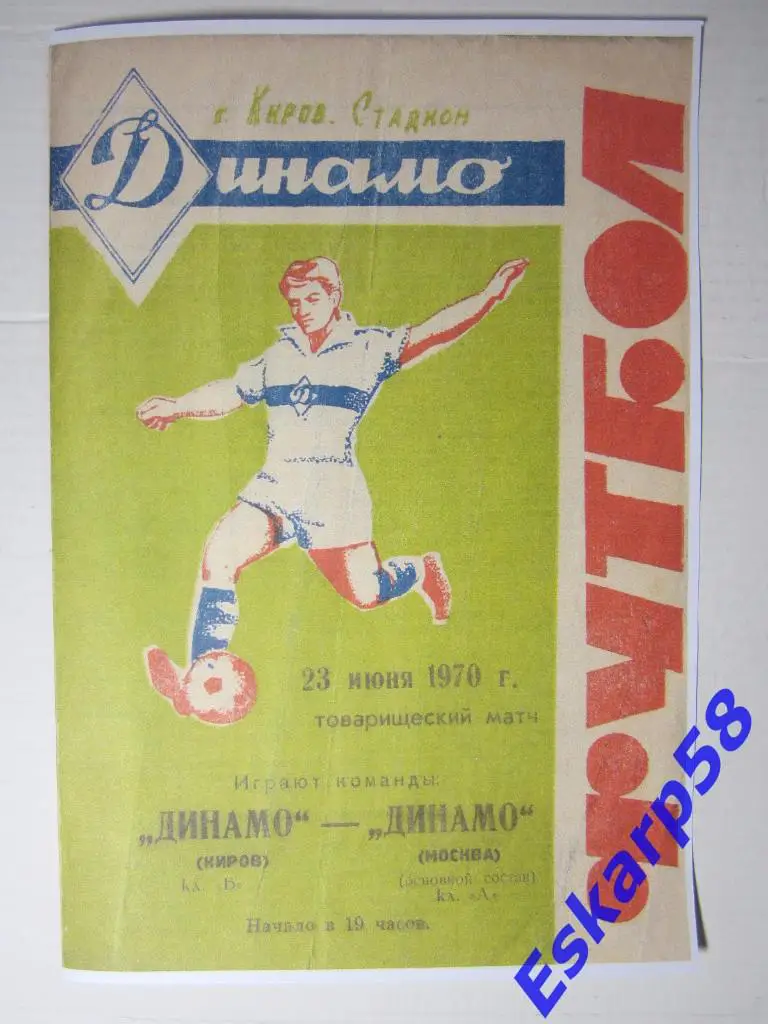 г. Киров. Стадион
Динамо
ФУТБОЛ
Д
23 июня 1970 г.
товарищеский матч
Играют команды:
„ДИНАМО“ — „ДИНАМО“
(КИРОВ) (МОСКВА)
кл. «Б» (основной состав)
кл. «А»
Начало в 19 часов.
Eskarp58